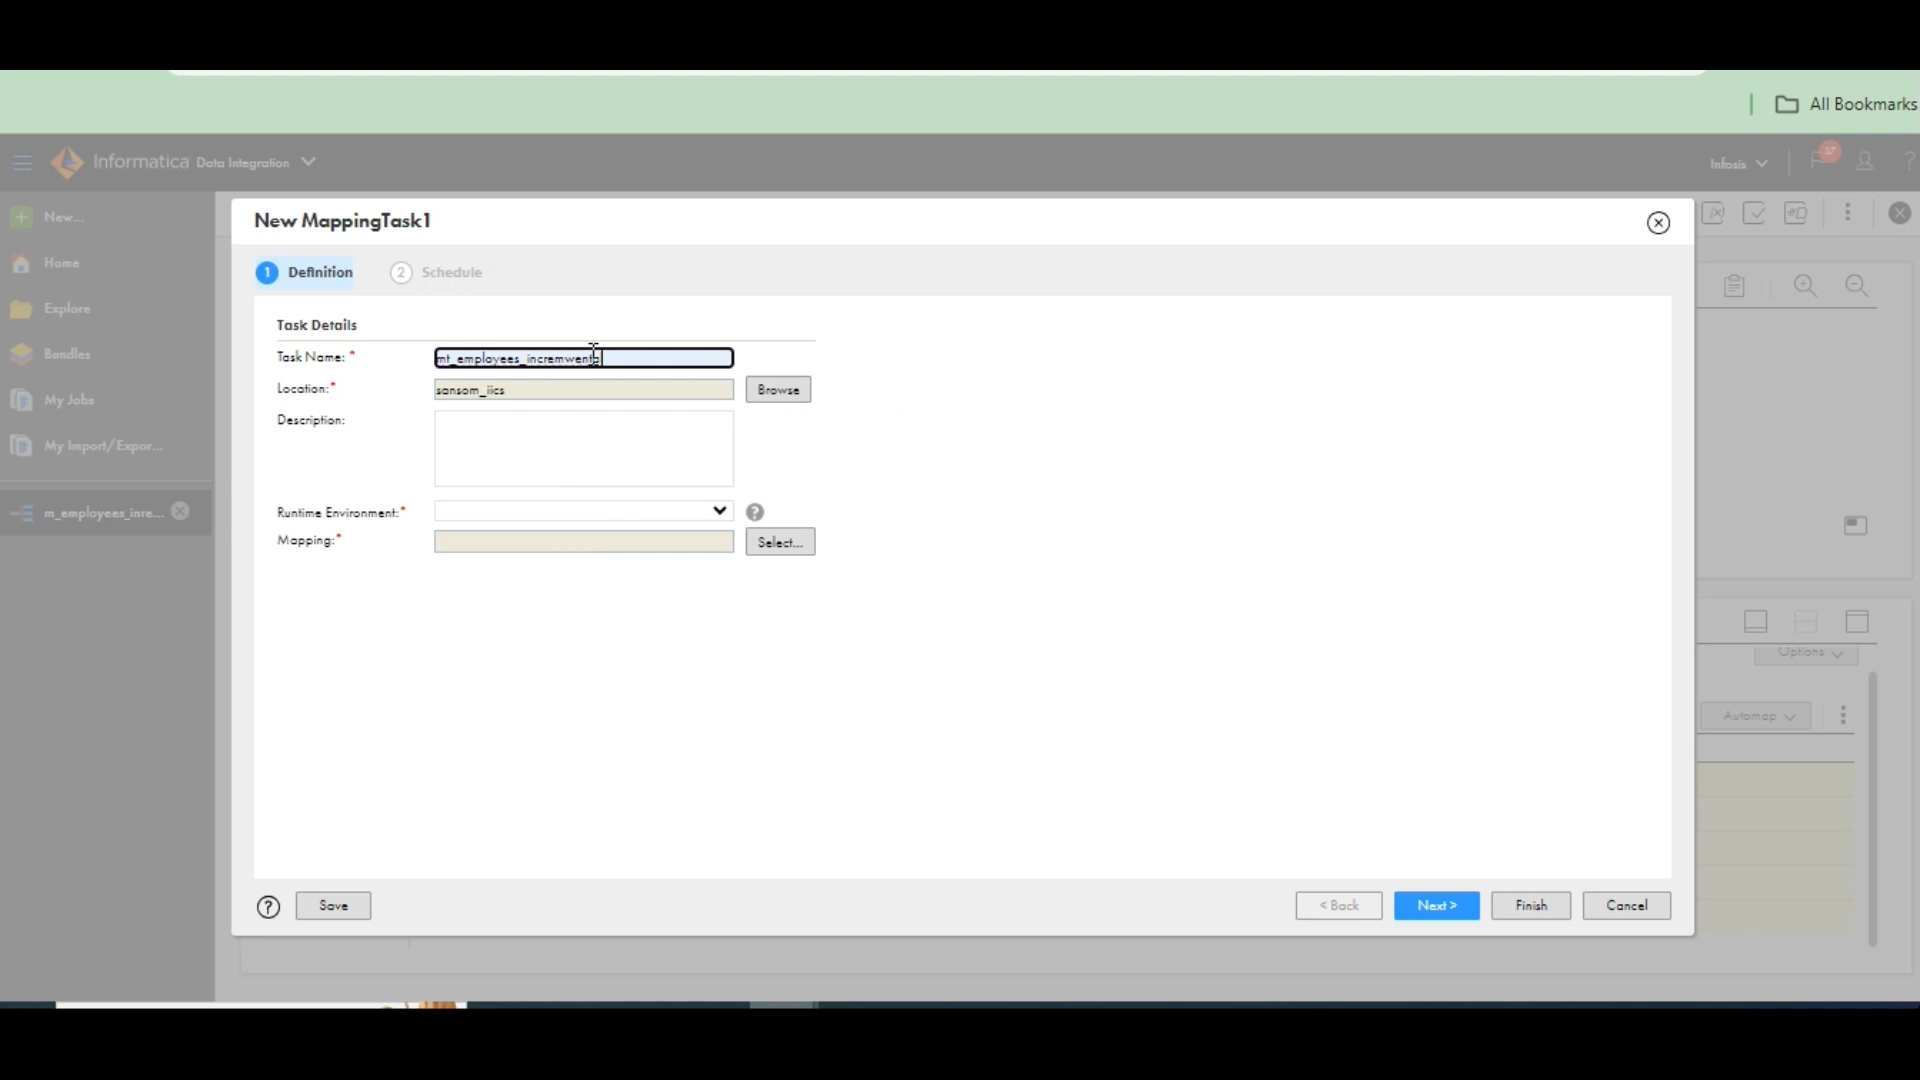 All Bookmarks
Informatica Data Integration
Infosis
37
?
New...
Home
Explore
Bundles
My Jobs
My Import/Expor...
m_employees_inre...
New MappingTask1
1 Definition
2 Schedule
Task Details
Task Name: *
mt_employees_incremwental
Location:*
sansom_iics
Browse
Description:
Runtime Environment:*
?
Mapping:*
Select...
Options
Automap
?
Save
< Back
Next >
Finish
Cancel